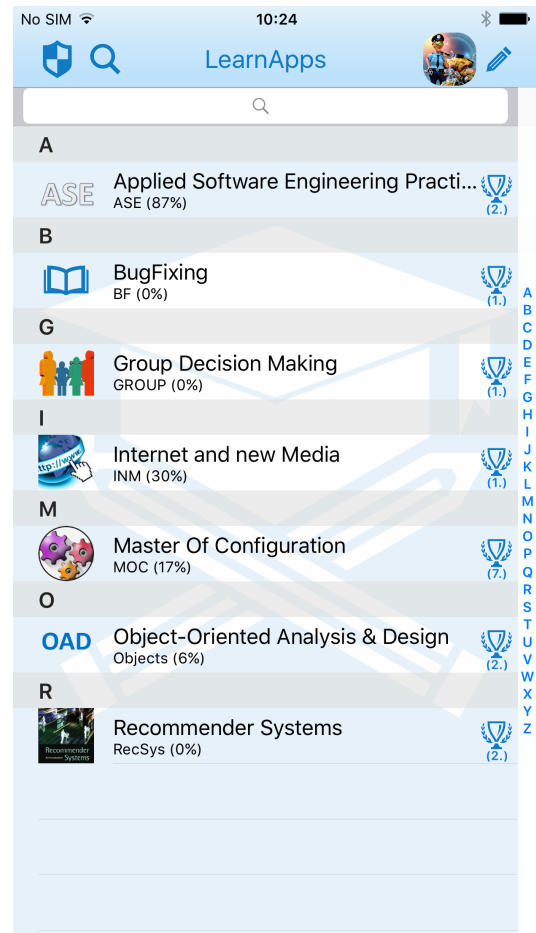 No SIM 10:24
LearnApps
A
ASE Applied Software Engineering Practi...
ASE (87%) (2.)
B
BugFixing
BF (0%) (1.)
G
Group Decision Making
GROUP (0%) (1.)
I
ttp://www. Internet and new Media
INM (30%) (1.)
M
Master Of Configuration
MOC (17%) (7.)
O
OAD Object-Oriented Analysis & Design
Objects (6%) (2.)
R
Recommender Systems
RecSys (0%) (2.)
Recommender
Systems
A
B
C
D
E
F
G
H
I
J
K
L
M
N
O
P
Q
R
S
T
U
V
W
X
Y
Z